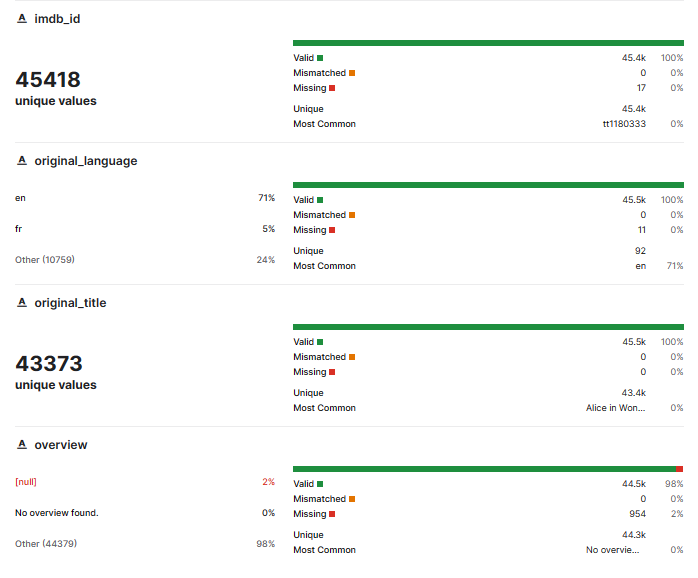 imdb_id
45418
unique values
Valid 45.4k 100%
Mismatched 0 0%
Missing 17 0%
Unique 45.4k
Most Common tt1180333 0%
original_language
en 71%
fr 5%
Other (10759) 24%
Valid 45.5k 100%
Mismatched 0 0%
Missing 11 0%
Unique 92
Most Common en 71%
original_title
43373
unique values
Valid 45.5k 100%
Mismatched 0 0%
Missing 0 0%
Unique 43.4k
Most Common Alice in Won... 0%
overview
[null] 2%
No overview found. 0%
Other (44379) 98%
Valid 44.5k 98%
Mismatched 0 0%
Missing 954 2%
Unique 44.3k
Most Common No overvie... 0%